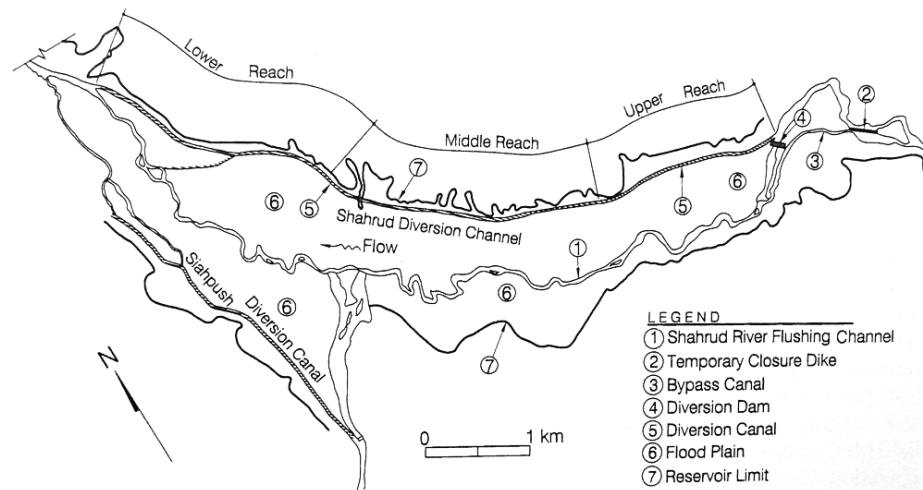 Lower Reach
Middle Reach
Upper Reach
②
④
③
⑦
⑥
⑤
⑥
⑤
Shahrud Diversion Channel
Flow
①
⑥
⑥
⑦
Siahpush Diversion Canal
N
0 1 km
LEGEND
① Shahrud River Flushing Channel
② Temporary Closure Dike
③ Bypass Canal
④ Diversion Dam
⑤ Diversion Canal
⑥ Flood Plain
⑦ Reservoir Limit